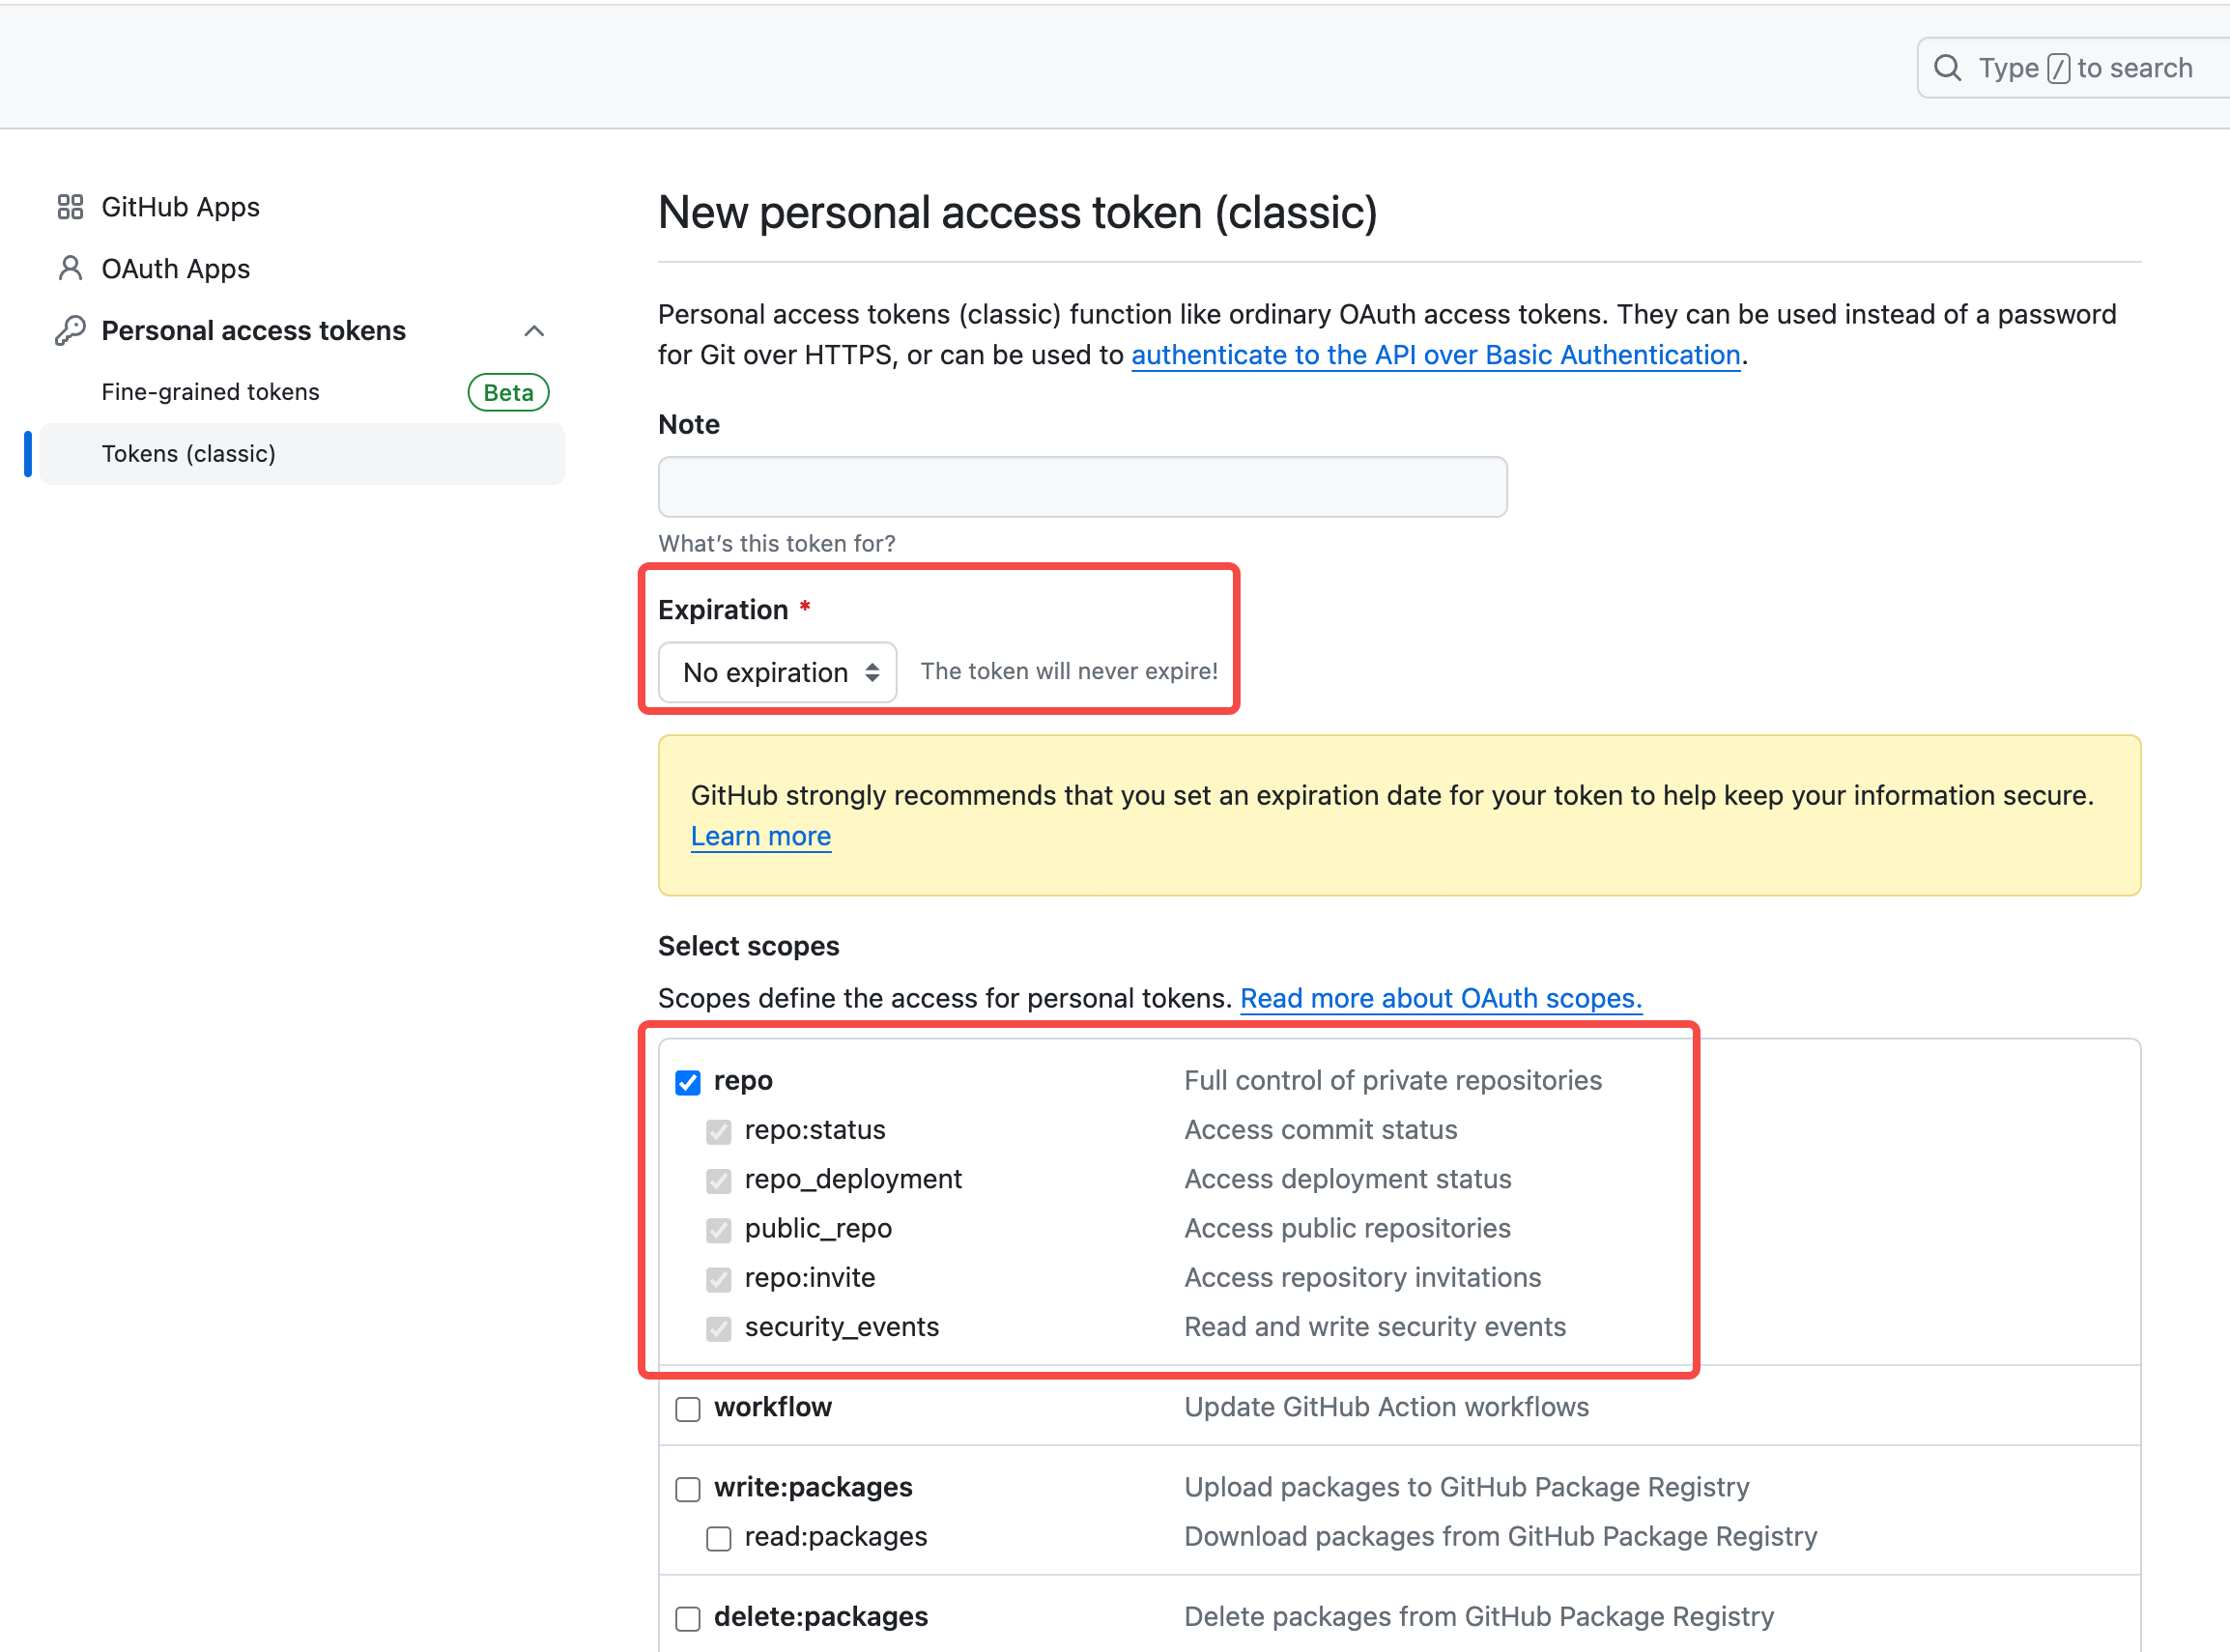 Type / to search
GitHub Apps
OAuth Apps
Personal access tokens
Fine-grained tokens Beta
Tokens (classic)
New personal access token (classic)
Personal access tokens (classic) function like ordinary OAuth access tokens. They can be used instead of a password
for Git over HTTPS, or can be used to authenticate to the API over Basic Authentication.
Note
What's this token for?
Expiration *
No expiration The token will never expire!
GitHub strongly recommends that you set an expiration date for your token to help keep your information secure.
Learn more
Select scopes
Scopes define the access for personal tokens. Read more about OAuth scopes.
repo Full control of private repositories
repo:status Access commit status
repo_deployment Access deployment status
public_repo Access public repositories
repo:invite Access repository invitations
security_events Read and write security events
workflow Update GitHub Action workflows
write:packages Upload packages to GitHub Package Registry
read:packages Download packages from GitHub Package Registry
delete:packages Delete packages from GitHub Package Registry